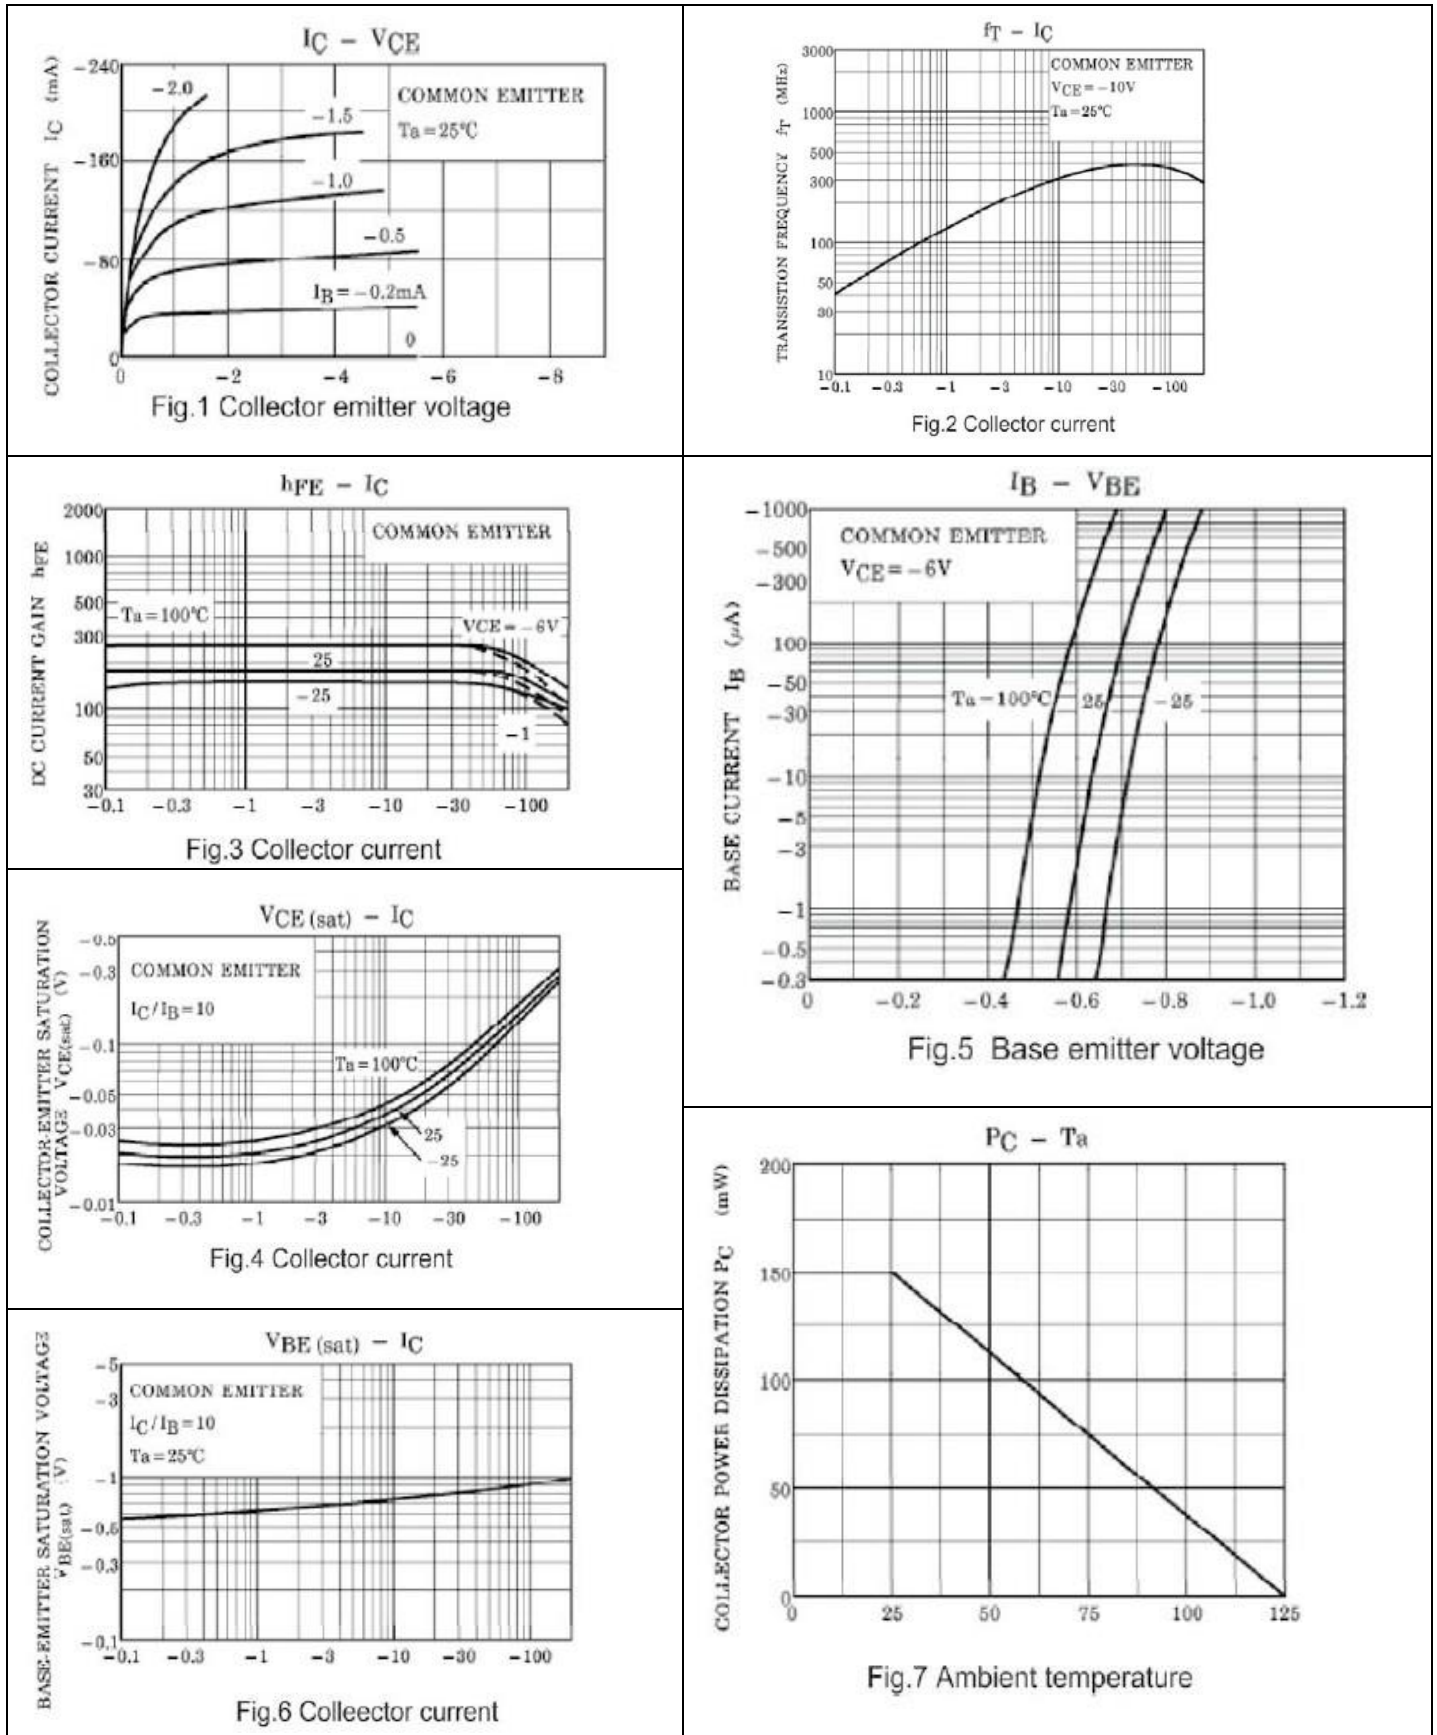 IC – VCE
COLLECTOR CURRENT IC (mA)
−240
−160
−80
0
−2.0
−1.5
−1.0
−0.5
IB=−0.2mA
0
COMMON EMITTER
Ta=25℃
0 −2 −4 −6 −8
Fig.1 Collector emitter voltage
fT – IC
TRANSISTION FREQUENCY fT (MHz)
3000
1000
500
300
100
50
30
10
COMMON EMITTER
VCE=−10V
Ta=25℃
−0.1 −0.3 −1 −3 −10 −30 −100
Fig.2 Collector current
hFE – IC
DC CURRENT GAIN hFE
2000
1000
500
300
100
50
30
COMMON EMITTER
Ta=100℃
VCE=−6V
25
−25
−1
−0.1 −0.3 −1 −3 −10 −30 −100
Fig.3 Collector current
IB – VBE
BASE CURRENT IB (μA)
−1000
−500
−300
100
−50
−30
−10
−5
−3
−1
−0.5
−0.3
COMMON EMITTER
VCE=−6V
Ta−100℃ 25 −25
0 −0.2 −0.4 −0.6 −0.8 −1.0 −1.2
Fig.5 Base emitter voltage
VCE (sat) – IC
COLLECTOR-EMITTER SATURATION
VOLTAGE VCE(sat) (V)
−0.5
−0.3
−0.1
−0.05
−0.03
−0.01
COMMON EMITTER
IC/IB=10
Ta=100℃
25
−25
−0.1 −0.3 −1 −3 −10 −30 −100
Fig.4 Collector current
VBE (sat) – IC
BASE-EMITTER SATURATION VOLTAGE
VBE(sat) (V)
−5
−3
−1
−0.5
−0.3
−0.1
COMMON EMITTER
IC/IB=10
Ta=25℃
−0.1 −0.3 −1 −3 −10 −30 −100
Fig.6 Colleector current
PC – Ta
COLLECTOR POWER DISSIPATION PC (mW)
200
150
100
50
0
0 25 50 75 100 125
Fig.7 Ambient temperature